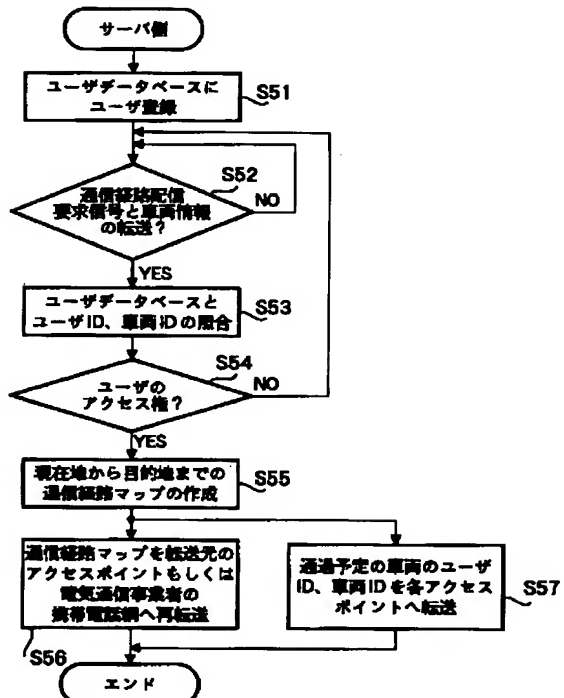 サーバ側
ユーザデータベースに
ユーザ登録
S51
S52
通信経路配信
要求信号と車両情報
の転送？
NO
YES
ユーザデータベースと
ユーザID、車両IDの照合
S53
S54
ユーザの
アクセス権？
NO
YES
現在地から目的地までの
通信経路マップの作成
S55
通信経路マップを転送元の
アクセスポイントもしくは
電気通信事業者の
携帯電話網へ再転送
S56
通過予定の車両のユーザ
ID、車両IDを各アクセス
ポイントへ転送
S57
エンド